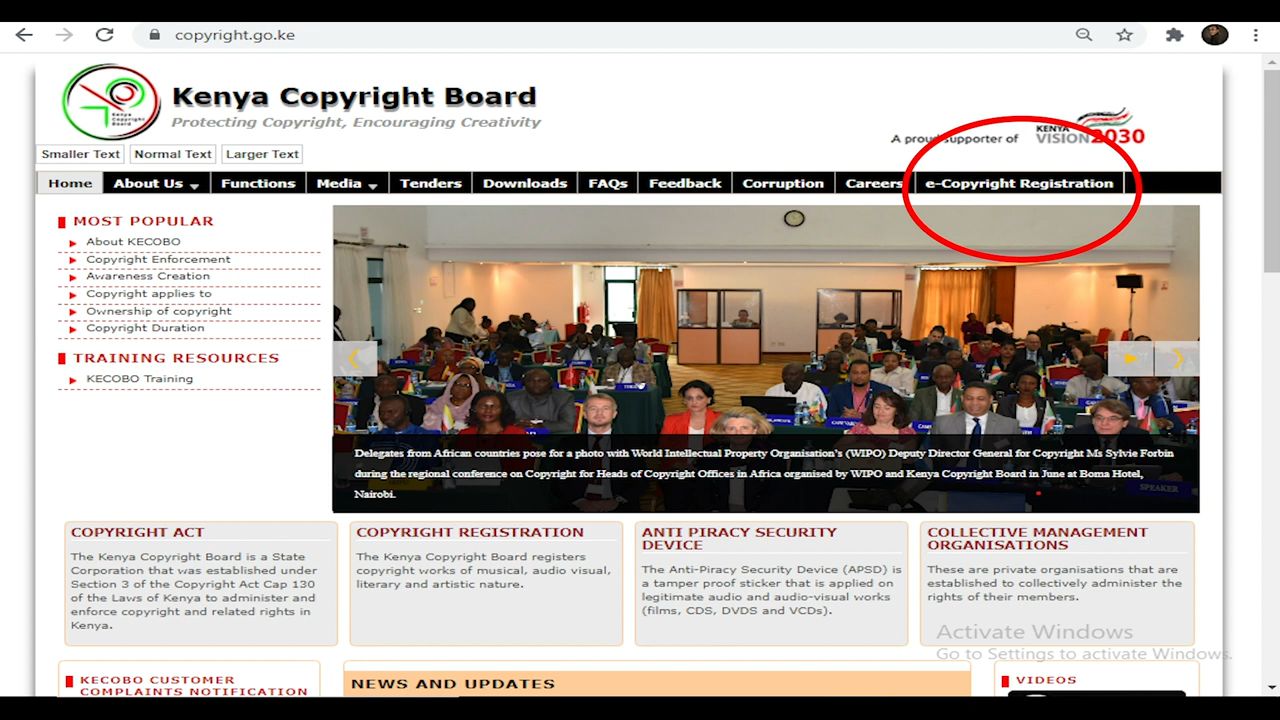 copyright.go.ke
Kenya Copyright Board
Protecting Copyright, Encouraging Creativity
A proud supporter of
KENYA
VISION 2030
Smaller Text Normal Text Larger Text
Home About Us Functions Media Tenders Downloads FAQs Feedback Corruption Careers e-Copyright Registration
MOST POPULAR
About KECOBO
Copyright Enforcement
Awareness Creation
Copyright applies to
Ownership of copyright
Copyright Duration
TRAINING RESOURCES
KECOBO Training
Delegates from African countries pose for a photo with World Intellectual Property Organisation's (WIPO) Deputy Director General for Copyright Ms Sylvie Forbin
during the regional conference on Copyright for Heads of Copyright Offices in Africa organised by WIPO and Kenya Copyright Board in June at Boma Hotel,
Nairobi.
SPEAKER
COPYRIGHT ACT
The Kenya Copyright Board is a State
Corporation that was established under
Section 3 of the Copyright Act Cap 130
of the Laws of Kenya to administer and
enforce copyright and related rights in
Kenya.
COPYRIGHT REGISTRATION
The Kenya Copyright Board registers
copyright works of musical, audio visual,
literary and artistic nature.
ANTI PIRACY SECURITY
DEVICE
The Anti-Piracy Security Device (APSD) is
a tamper proof sticker that is applied on
legitimate audio and audio-visual works
(films, CDS, DVDS and VCDs).
COLLECTIVE MANAGEMENT
ORGANISATIONS
These are private organisations that are
established to collectively administer the
rights of their members.
Activate Windows
Go to Settings to activate Windows.
KECOBO CUSTOMER
COMPLAINTS NOTIFICATION
NEWS AND UPDATES
VIDEOS